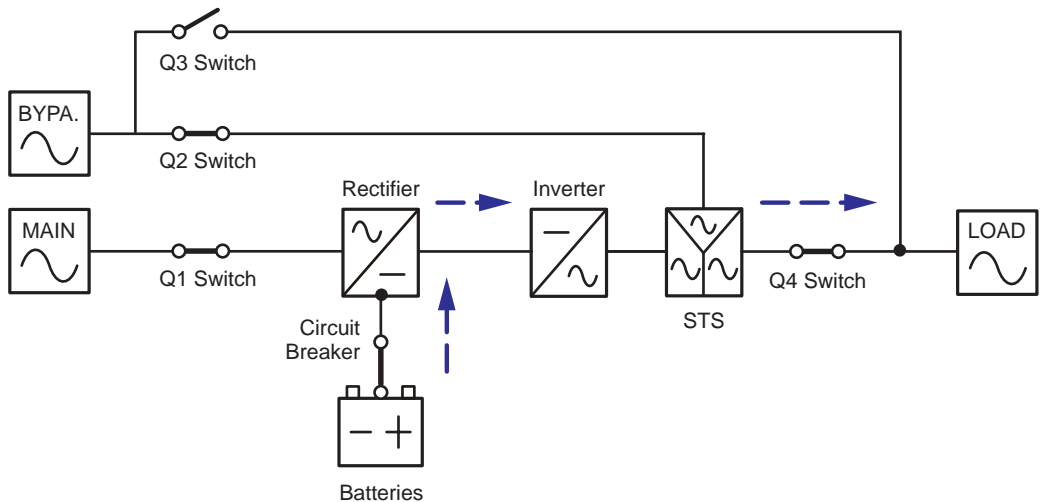 Q3 Switch
BYPA.
Q2 Switch
Rectifier
Inverter
MAIN
LOAD
Q1 Switch
Q4 Switch
STS
Circuit
Breaker
Batteries